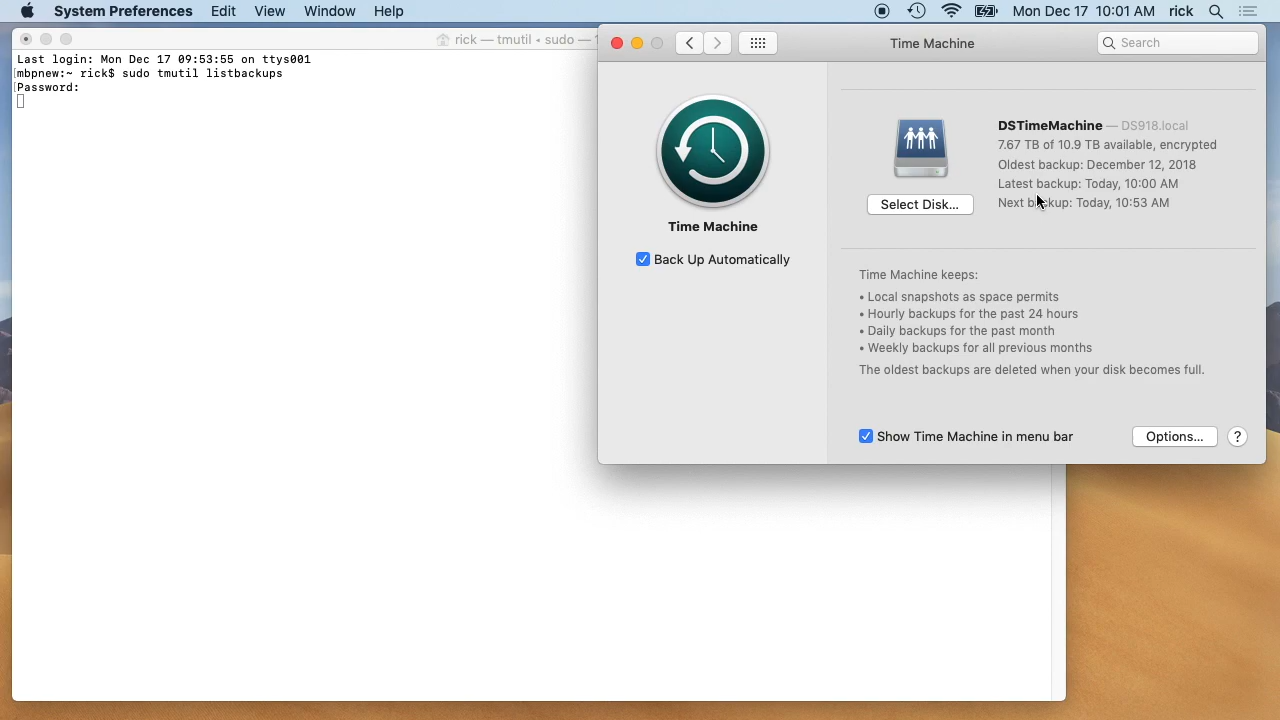 System Preferences Edit View Window Help Mon Dec 17 10:01 AM rick
rick — tmutil ◂ sudo —
Last login: Mon Dec 17 09:53:55 on ttys001
[mbpnew:~ rick$ sudo tmutil listbackups
[Password:
Time Machine
Search
Time Machine
Back Up Automatically
Select Disk...
DSTimeMachine — DS918.local
7.67 TB of 10.9 TB available, encrypted
Oldest backup: December 12, 2018
Latest backup: Today, 10:00 AM
Next backup: Today, 10:53 AM
Time Machine keeps:
• Local snapshots as space permits
• Hourly backups for the past 24 hours
• Daily backups for the past month
• Weekly backups for all previous months
The oldest backups are deleted when your disk becomes full.
Show Time Machine in menu bar
Options...
?